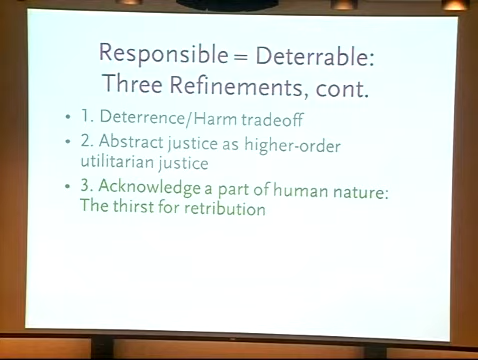 Responsible = Deterrable:
Three Refinements, cont.
• 1. Deterrence/Harm tradeoff
• 2. Abstract justice as higher-order
utilitarian justice
• 3. Acknowledge a part of human nature:
The thirst for retribution